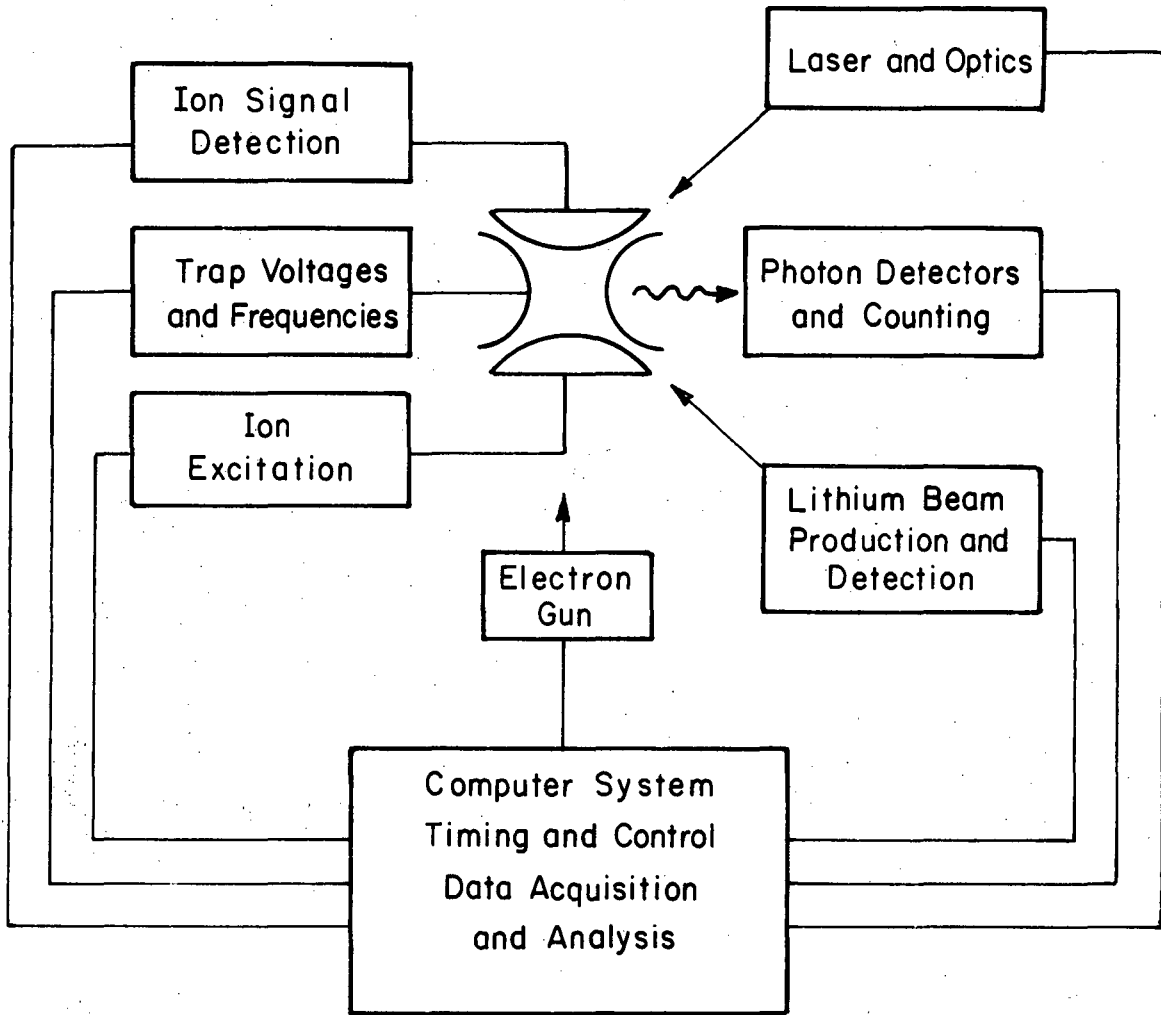 Laser and Optics
Ion Signal
Detection
Trap Voltages
and Frequencies
Photon Detectors
and Counting
Ion
Excitation
Lithium Beam
Production and
Detection
Electron
Gun
Computer System
Timing and Control
Data Acquisition
and Analysis